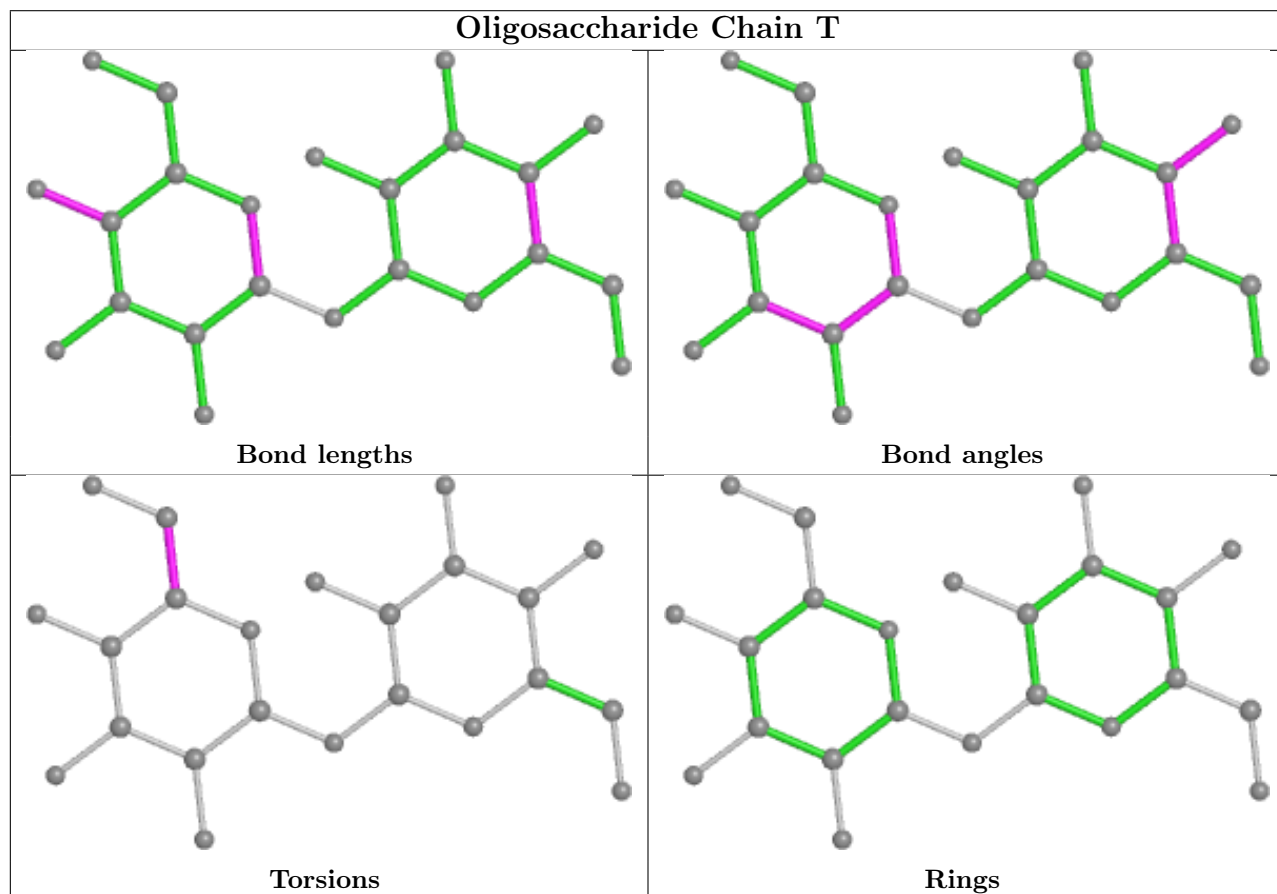 Oligosaccharide Chain T
Bond lengths
Bond angles
Torsions
Rings